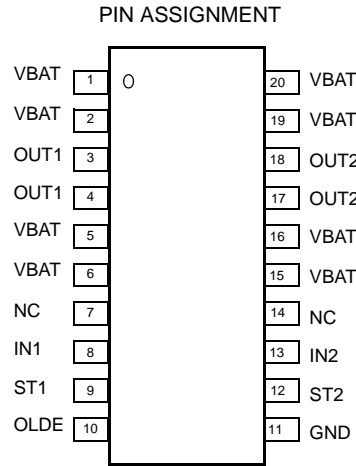 PIN ASSIGNMENT
VBAT 1 20 VBAT
VBAT 2 19 VBAT
OUT1 3 18 OUT2
OUT1 4 17 OUT2
VBAT 5 16 VBAT
VBAT 6 15 VBAT
NC 7 14 NC
IN1 8 13 IN2
ST1 9 12 ST2
OLDE 10 11 GND